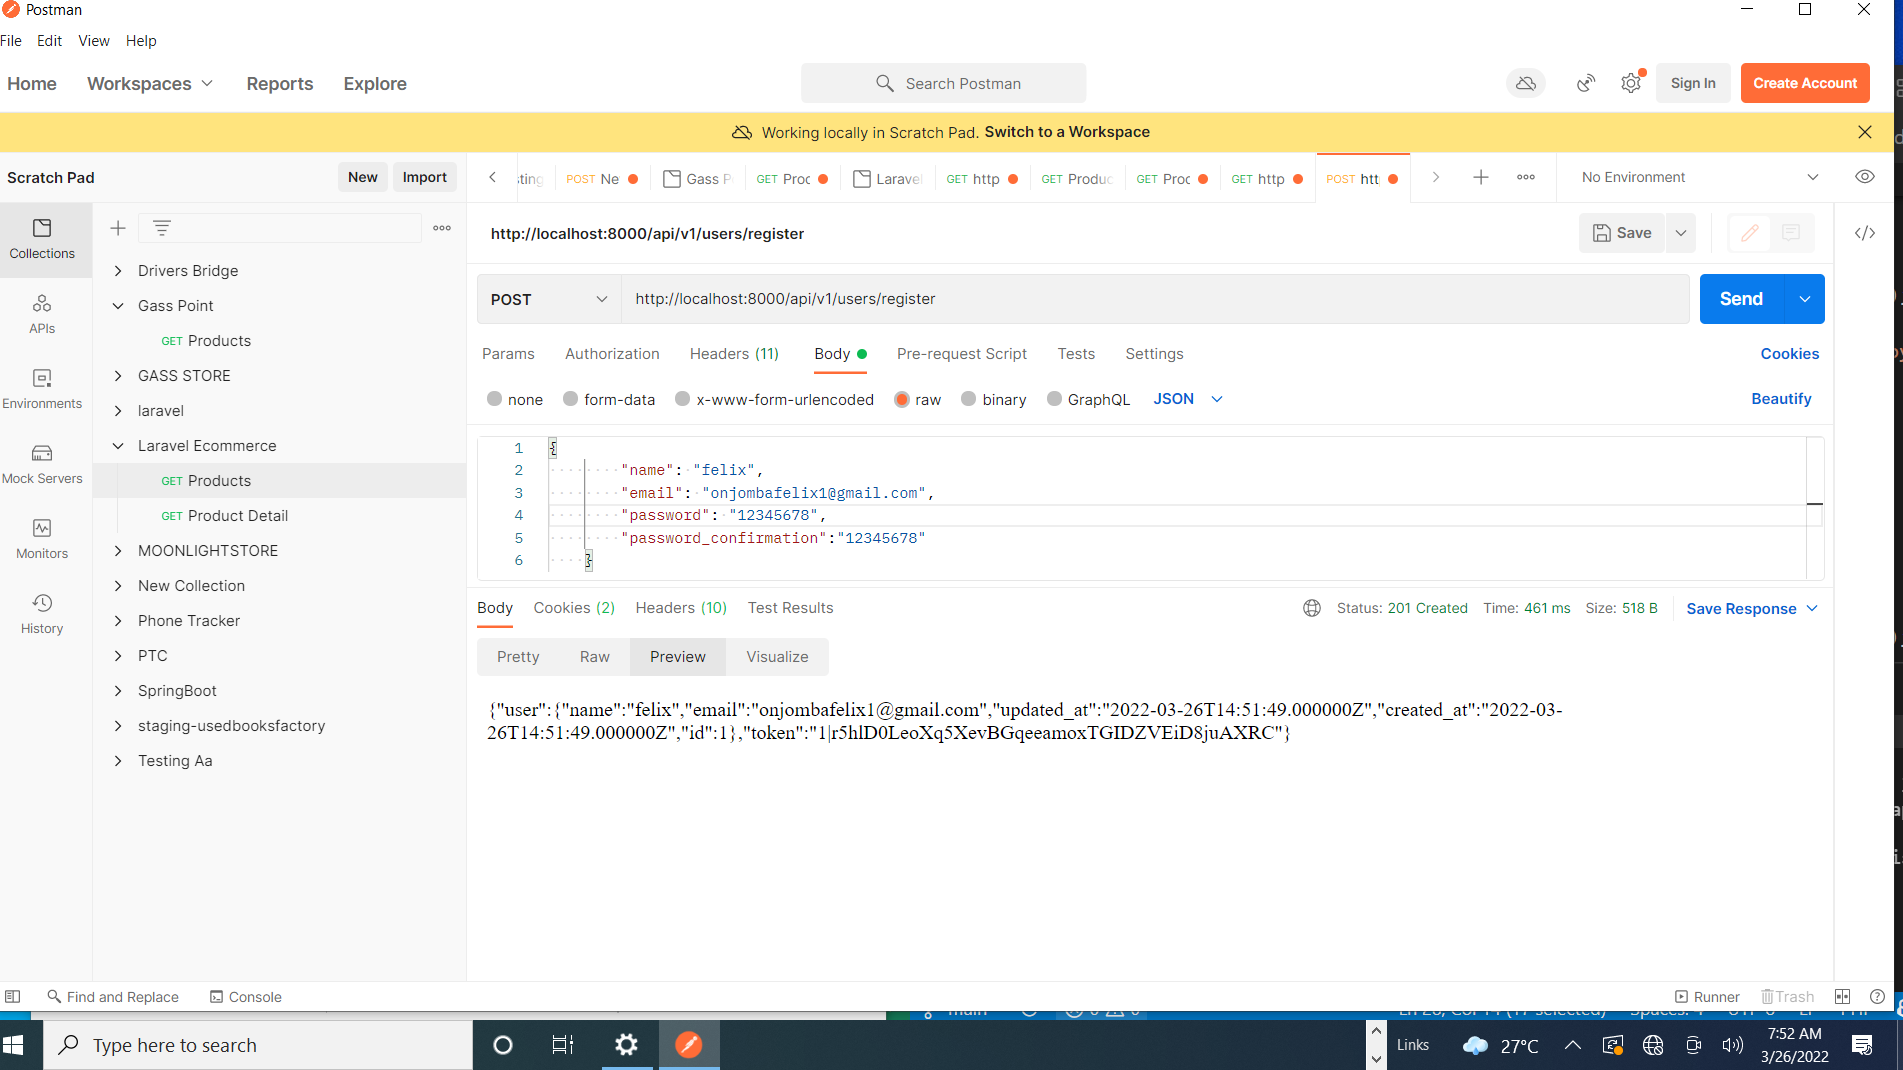 Postman
File Edit View Help
Home Workspaces Reports Explore Search Postman Sign In Create Account
Working locally in Scratch Pad. Switch to a Workspace
Scratch Pad New Import sting POST Ne Gass P GET Proc Laravel GET http GET Produc GET Proc GET http POST htt No Environment
Collections
APIs
Environments
Mock Servers
Monitors
History
Drivers Bridge
Gass Point
GET Products
GASS STORE
laravel
Laravel Ecommerce
GET Products
GET Product Detail
MOONLIGHTSTORE
New Collection
Phone Tracker
PTC
SpringBoot
staging-usedbooksfactory
Testing Aa
http://localhost:8000/api/v1/users/register Save </>
POST http://localhost:8000/api/v1/users/register Send
Params Authorization Headers (11) Body Pre-request Script Tests Settings Cookies
none form-data x-www-form-urlencoded raw binary GraphQL JSON Beautify
1 {
2 "name": "felix",
3 "email": "onjombafelix1@gmail.com",
4 "password": "12345678",
5 "password_confirmation":"12345678"
6 }
Body Cookies (2) Headers (10) Test Results Status: 201 Created Time: 461 ms Size: 518 B Save Response
Pretty Raw Preview Visualize
{"user":{"name":"felix","email":"onjombafelix1@gmail.com","updated_at":"2022-03-26T14:51:49.000000Z","created_at":"2022-03-
26T14:51:49.000000Z","id":1},"token":"1|r5hlD0LeoXq5XevBGqeeamoxTGIDZVEiD8juAXRC"}
Find and Replace Console Runner Trash
Type here to search Links 27°C 7:52 AM
3/26/2022